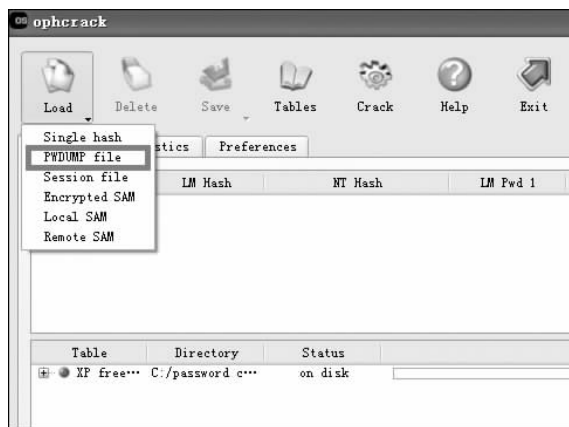 OS ophcrack
Load Delete Save Tables Crack Help Exit
Single hash
PWDUMP file stics Preferences
Session file LM Hash NT Hash LM Pwd 1
Encrypted SAM
Local SAM
Remote SAM
Table Directory Status
XP free… C:/password c… on disk